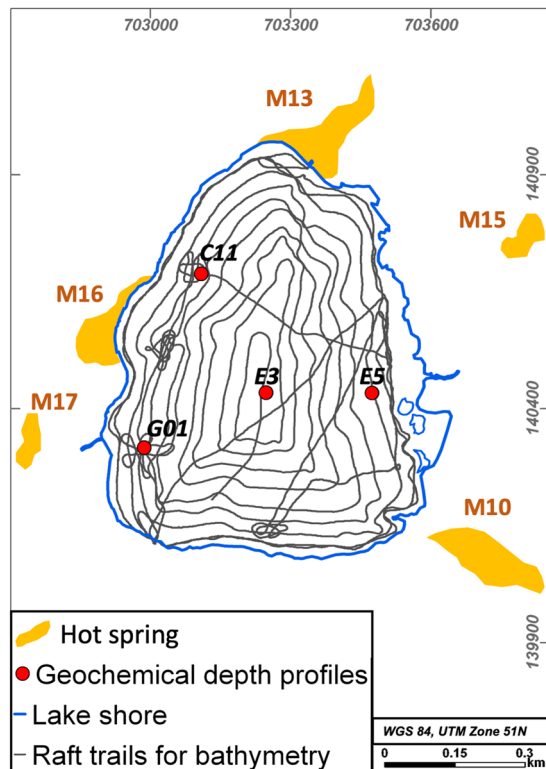 703000 703300 703600
M13
140900
M15
C11
M16
E3 E5
M17
140400
G01
M10
Hot spring
Geochemical depth profiles
139900
Lake shore
WGS 84, UTM Zone 51N
Raft trails for bathymetry
0 0.15 0.3
km